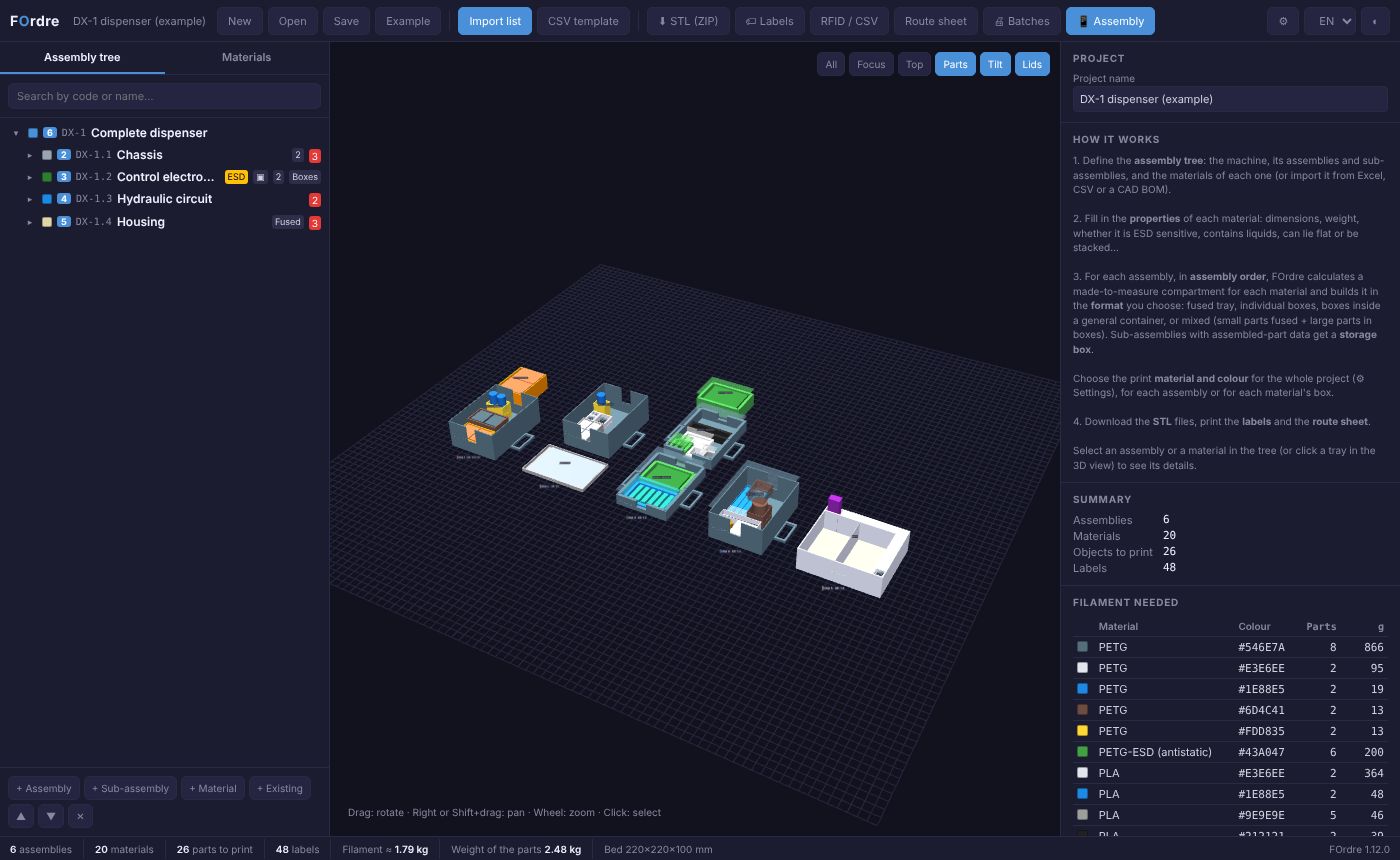 FOrdre DX-1 dispenser (example) New Open Save Example Import list CSV template ⬇ STL (ZIP) Labels RFID / CSV Route sheet Batches Assembly EN
Assembly tree Materials
Search by code or name...
6 DX-1 Complete dispenser
2 DX-1.1 Chassis 2 3
3 DX-1.2 Control electro... ESD 2 Boxes
4 DX-1.3 Hydraulic circuit 2
5 DX-1.4 Housing Fused 3
+ Assembly + Sub-assembly + Material + Existing
▲ ▼ ×
All Focus Top Parts Tilt Lids
Drag: rotate · Right or Shift+drag: pan · Wheel: zoom · Click: select
PROJECT
Project name
DX-1 dispenser (example)
HOW IT WORKS
1. Define the assembly tree: the machine, its assemblies and sub-
assemblies, and the materials of each one (or import it from Excel,
CSV or a CAD BOM).
2. Fill in the properties of each material: dimensions, weight,
whether it is ESD sensitive, contains liquids, can lie flat or be
stacked...
3. For each assembly, in assembly order, FOrdre calculates a
made-to-measure compartment for each material and builds it in
the format you choose: fused tray, individual boxes, boxes inside
a general container, or mixed (small parts fused + large parts in
boxes). Sub-assemblies with assembled-part data get a storage
box.
Choose the print material and colour for the whole project (⚙
Settings), for each assembly or for each material's box.
4. Download the STL files, print the labels and the route sheet.
Select an assembly or a material in the tree (or click a tray in the
3D view) to see its details.
SUMMARY
Assemblies 6
Materials 20
Objects to print 26
Labels 48
FILAMENT NEEDED
Material Colour Parts g
PETG #546E7A 8 866
PETG #E3E6EE 2 95
PETG #1E88E5 2 19
PETG #6D4C41 2 13
PETG #FDD835 2 13
PETG-ESD (antistatic) #43A047 6 200
PLA #E3E6EE 2 364
PLA #1E88E5 2 48
PLA #9E9E9E 5 46
PLA #212121 2 39
6 assemblies 20 materials 26 parts to print 48 labels Filament ≈ 1.79 kg Weight of the parts 2.48 kg Bed 220×220×100 mm FOrdre 1.12.0